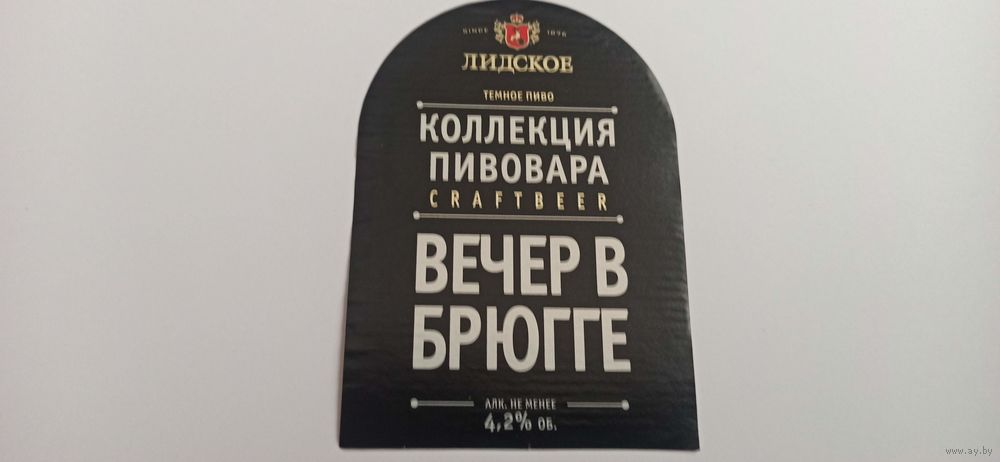 SINCE 1876
ЛИДСКОЕ
ТЕМНОЕ ПИВО
КОЛЛЕКЦИЯ
ПИВОВАРА
CRAFTBEER
ВЕЧЕР В
БРЮГГЕ
АЛК. НЕ МЕНЕЕ
4,2% ОБ.
www.ay.by